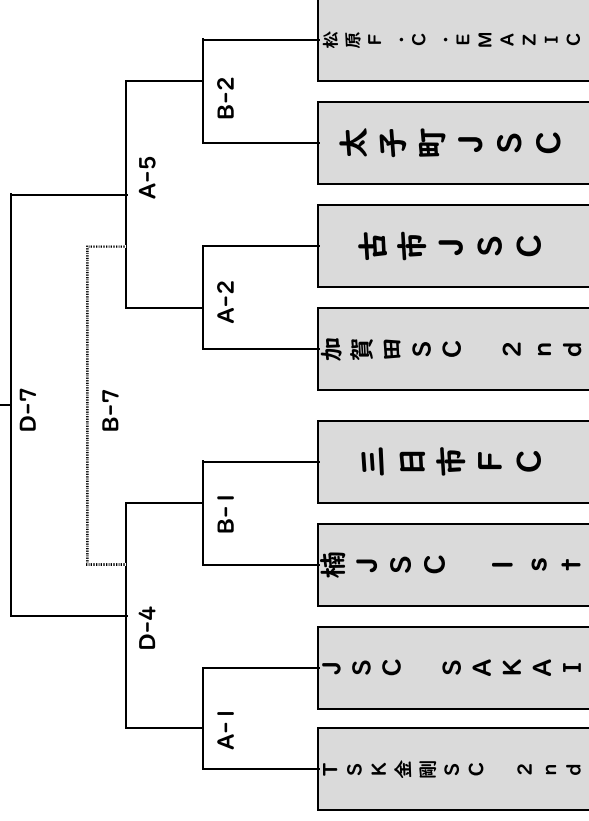 D-7
B-7
D-4
A-5
A-1
B-1
A-2
B-2
TSK金剛SC 2nd
JSC SAKAI
楠JSC 1st
三日市FC
加賀田SC 2nd
古市JSC
太子町JSC
松原F・C・EMAZIC